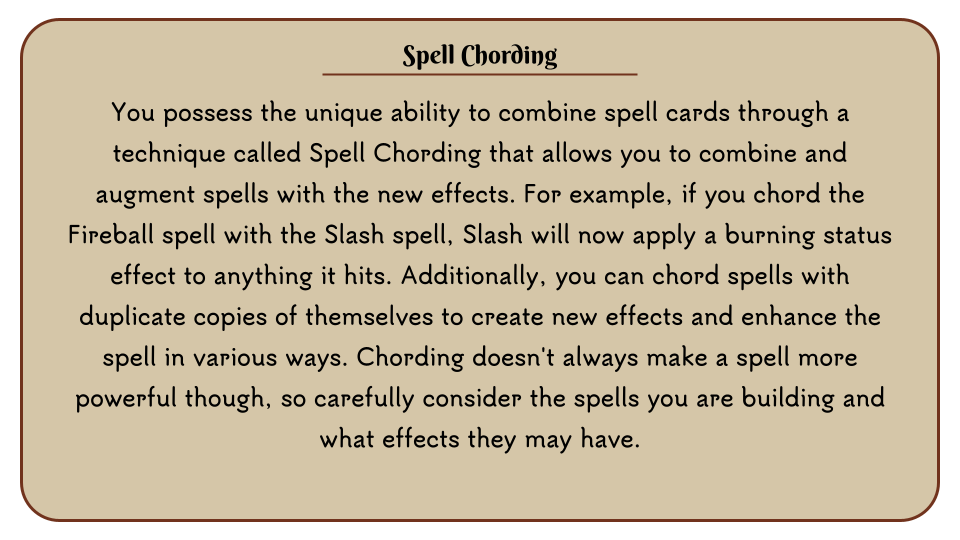 Spell Chording
You possess the unique ability to combine spell cards through a
technique called Spell Chording that allows you to combine and
augment spells with the new effects. For example, if you chord the
Fireball spell with the Slash spell, Slash will now apply a burning status
effect to anything it hits. Additionally, you can chord spells with
duplicate copies of themselves to create new effects and enhance the
spell in various ways. Chording doesn't always make a spell more
powerful though, so carefully consider the spells you are building and
what effects they may have.